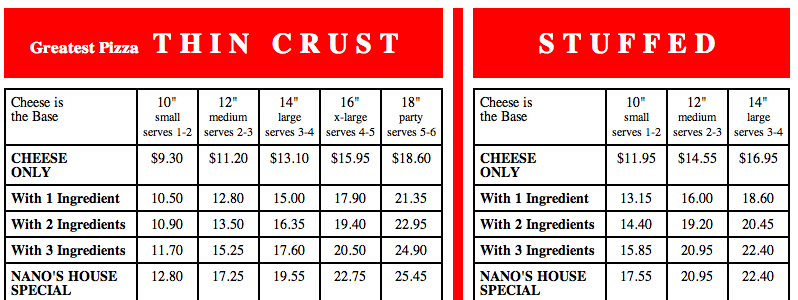 Greatest Pizza THIN CRUST
Cheese is
the Base
10" 12" 14" 16" 18"
small medium large x-large party
serves 1-2 serves 2-3 serves 3-4 serves 4-5 serves 5-6
CHEESE
ONLY
$9.30 $11.20 $13.10 $15.95 $18.60
With 1 Ingredient 10.50 12.80 15.00 17.90 21.35
With 2 Ingredients 10.90 13.50 16.35 19.40 22.95
With 3 Ingredients 11.70 15.25 17.60 20.50 24.90
NANO'S HOUSE
SPECIAL
12.80 17.25 19.55 22.75 25.45
STUFFED
Cheese is
the Base
10" 12" 14"
small medium large
serves 1-2 serves 2-3 serves 3-4
CHEESE
ONLY
$11.95 $14.55 $16.95
With 1 Ingredient 13.15 16.00 18.60
With 2 Ingredients 14.40 19.20 20.45
With 3 Ingredients 15.85 20.95 22.40
NANO'S HOUSE
SPECIAL
17.55 20.95 22.40